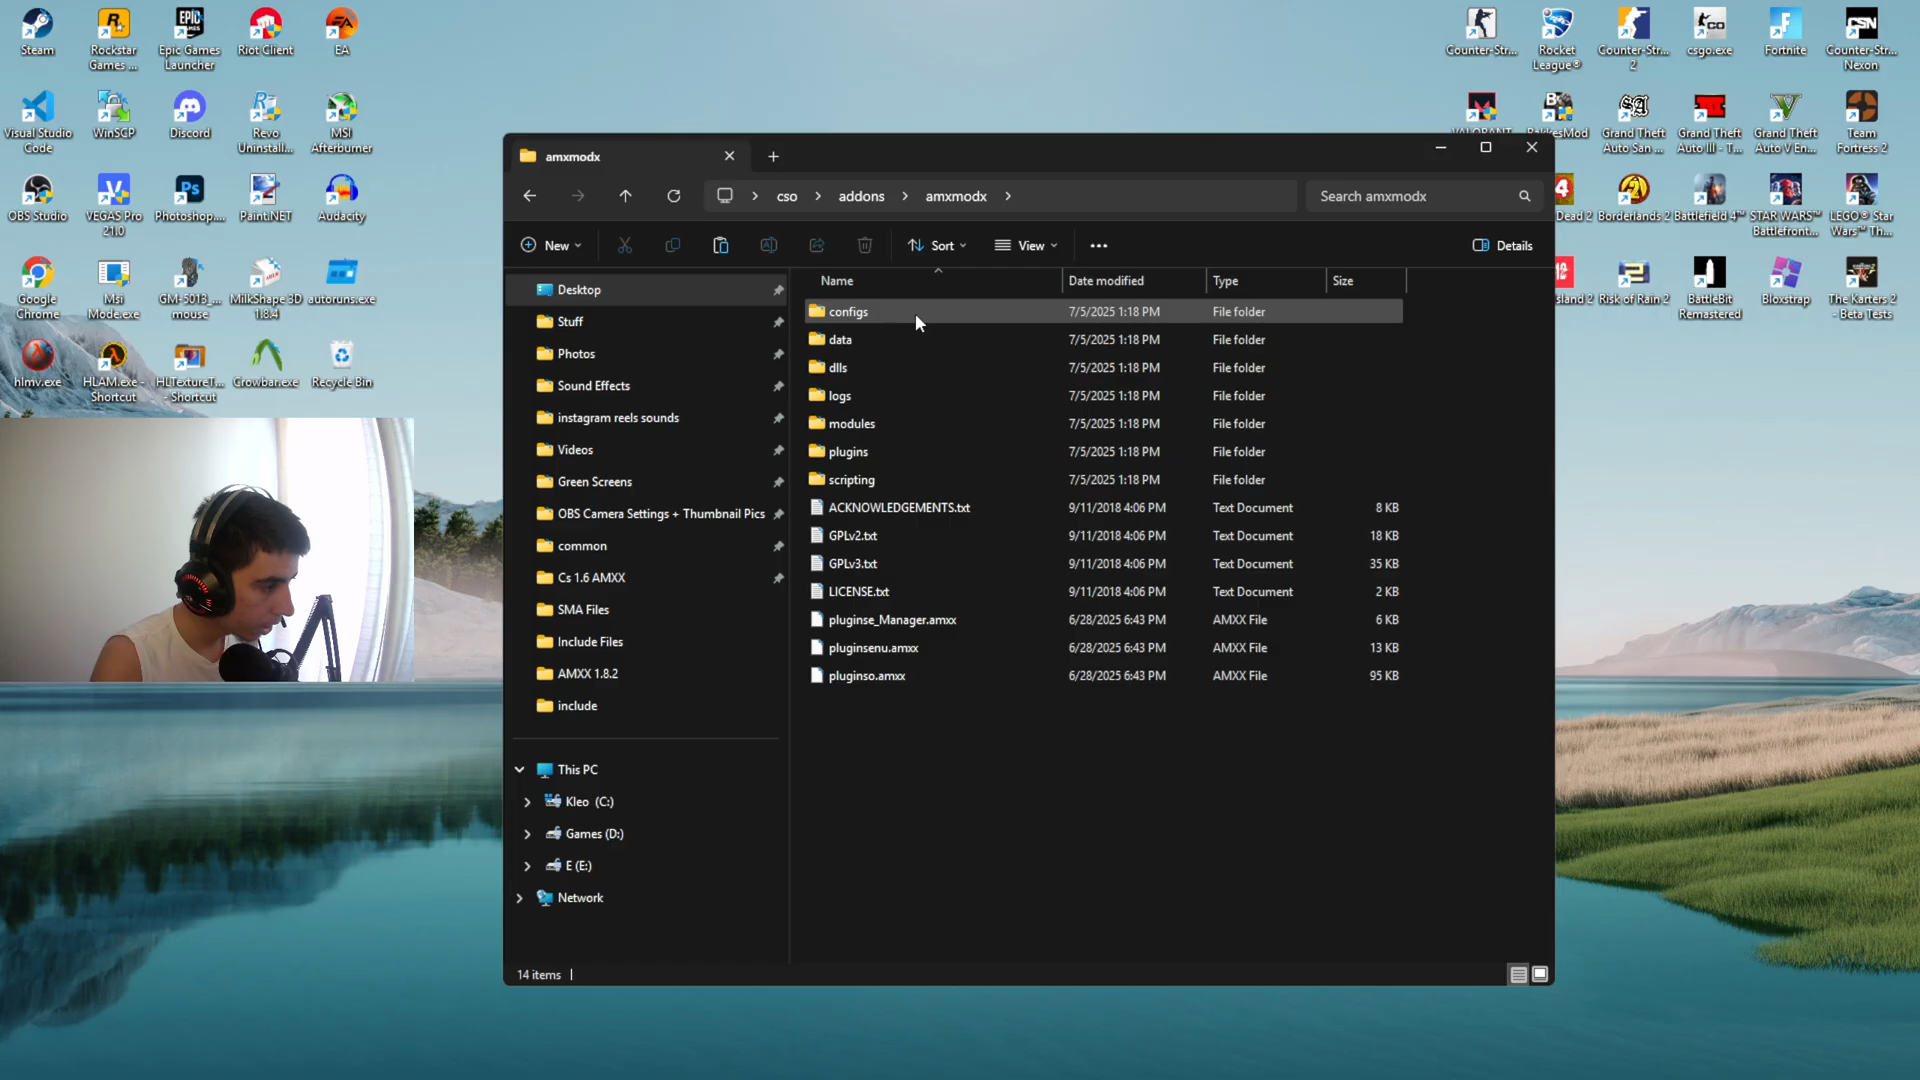 Steam
Rockstar Games ...
Epic Games Launcher
Riot Client
EA
Visual Studio Code
WinSCP
Discord
Revo Uninstall...
MSI Afterburner
OBS Studio
VEGAS Pro 21.0
Photoshop....
Paint.NET
Audacity
Google Chrome
Msi Mode.exe
GM-5013_... mouse
MilkShape 3D 1.8.4
autoruns.exe
hlmv.exe
HLAM.exe - Shortcut
HLTextureT... - Shortcut
Crowbar.exe
Recycle Bin
Counter-Str...
Rocket League®
Counter-Str... 2
csgo.exe
Fortnite
Counter-Str... Nexon
VALORANT
BakkesMod
Grand Theft Auto San ...
Grand Theft Auto III - T...
Grand Theft Auto V En...
Team Fortress 2
Dead 2
Borderlands 2
Battlefield 4™
STAR WARS™ Battlefront...
LEGO® Star Wars™ Th...
sland 2
Risk of Rain 2
BattleBit Remastered
Bloxstrap
The Karters 2 - Beta Tests
amxmodx
cso > addons > amxmodx >
Search amxmodx
New
Sort
View
Details
Desktop
Stuff
Photos
Sound Effects
instagram reels sounds
Videos
Green Screens
OBS Camera Settings + Thumbnail Pics
common
Cs 1.6 AMXX
SMA Files
Include Files
AMXX 1.8.2
include
This PC
Kleo (C:)
Games (D:)
E (E:)
Network
Name Date modified Type Size
configs 7/5/2025 1:18 PM File folder
data 7/5/2025 1:18 PM File folder
dlls 7/5/2025 1:18 PM File folder
logs 7/5/2025 1:18 PM File folder
modules 7/5/2025 1:18 PM File folder
plugins 7/5/2025 1:18 PM File folder
scripting 7/5/2025 1:18 PM File folder
ACKNOWLEDGEMENTS.txt 9/11/2018 4:06 PM Text Document 8 KB
GPLv2.txt 9/11/2018 4:06 PM Text Document 18 KB
GPLv3.txt 9/11/2018 4:06 PM Text Document 35 KB
LICENSE.txt 9/11/2018 4:06 PM Text Document 2 KB
pluginse_Manager.amxx 6/28/2025 6:43 PM AMXX File 6 KB
pluginsenu.amxx 6/28/2025 6:43 PM AMXX File 13 KB
pluginso.amxx 6/28/2025 6:43 PM AMXX File 95 KB
14 items